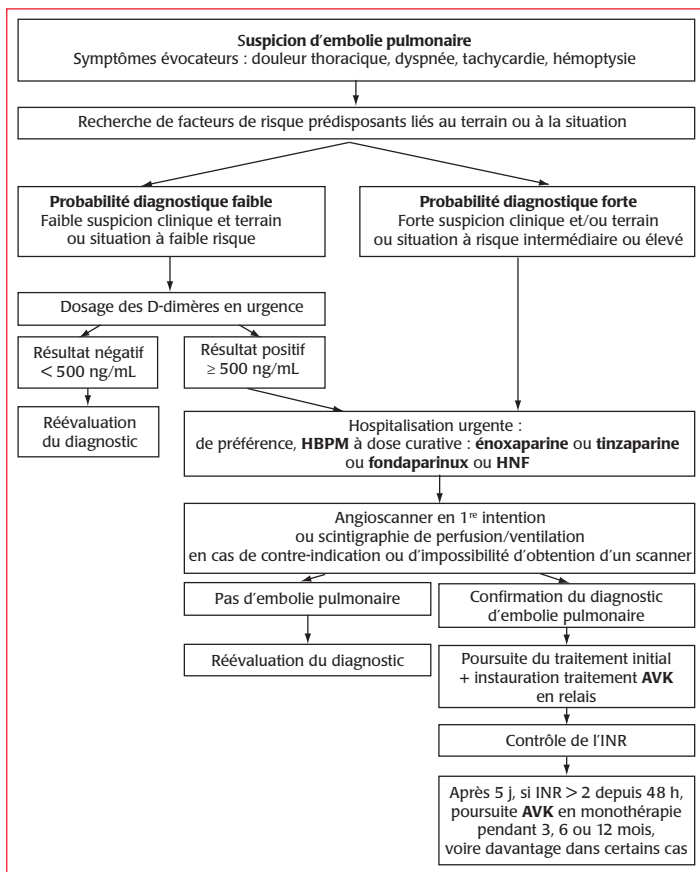 Suspicion d'embolie pulmonaire
Symptômes évocateurs : douleur thoracique, dyspnée, tachycardie, hémoptysie
Recherche de facteurs de risque prédisposants liés au terrain ou à la situation
Probabilité diagnostique faible
Faible suspicion clinique et terrain
ou situation à faible risque
Probabilité diagnostique forte
Forte suspicion clinique et/ou terrain
ou situation à risque intermédiaire ou élevé
Dosage des D-dimères en urgence
Résultat négatif
< 500 ng/mL
Résultat positif
≥ 500 ng/mL
Réévaluation
du diagnostic
Hospitalisation urgente :
de préférence, HBPM à dose curative : énoxaparine ou tinzaparine
ou fondaparinux ou HNF
Angioscanner en 1re intention
ou scintigraphie de perfusion/ventilation
en cas de contre-indication ou d'impossibilité d'obtention d'un scanner
Pas d'embolie pulmonaire
Confirmation du diagnostic
d'embolie pulmonaire
Réévaluation du diagnostic
Poursuite du traitement initial
+ instauration traitement AVK
en relais
Contrôle de l'INR
Après 5 j, si INR > 2 depuis 48 h,
poursuite AVK en monothérapie
pendant 3, 6 ou 12 mois,
voire davantage dans certains cas